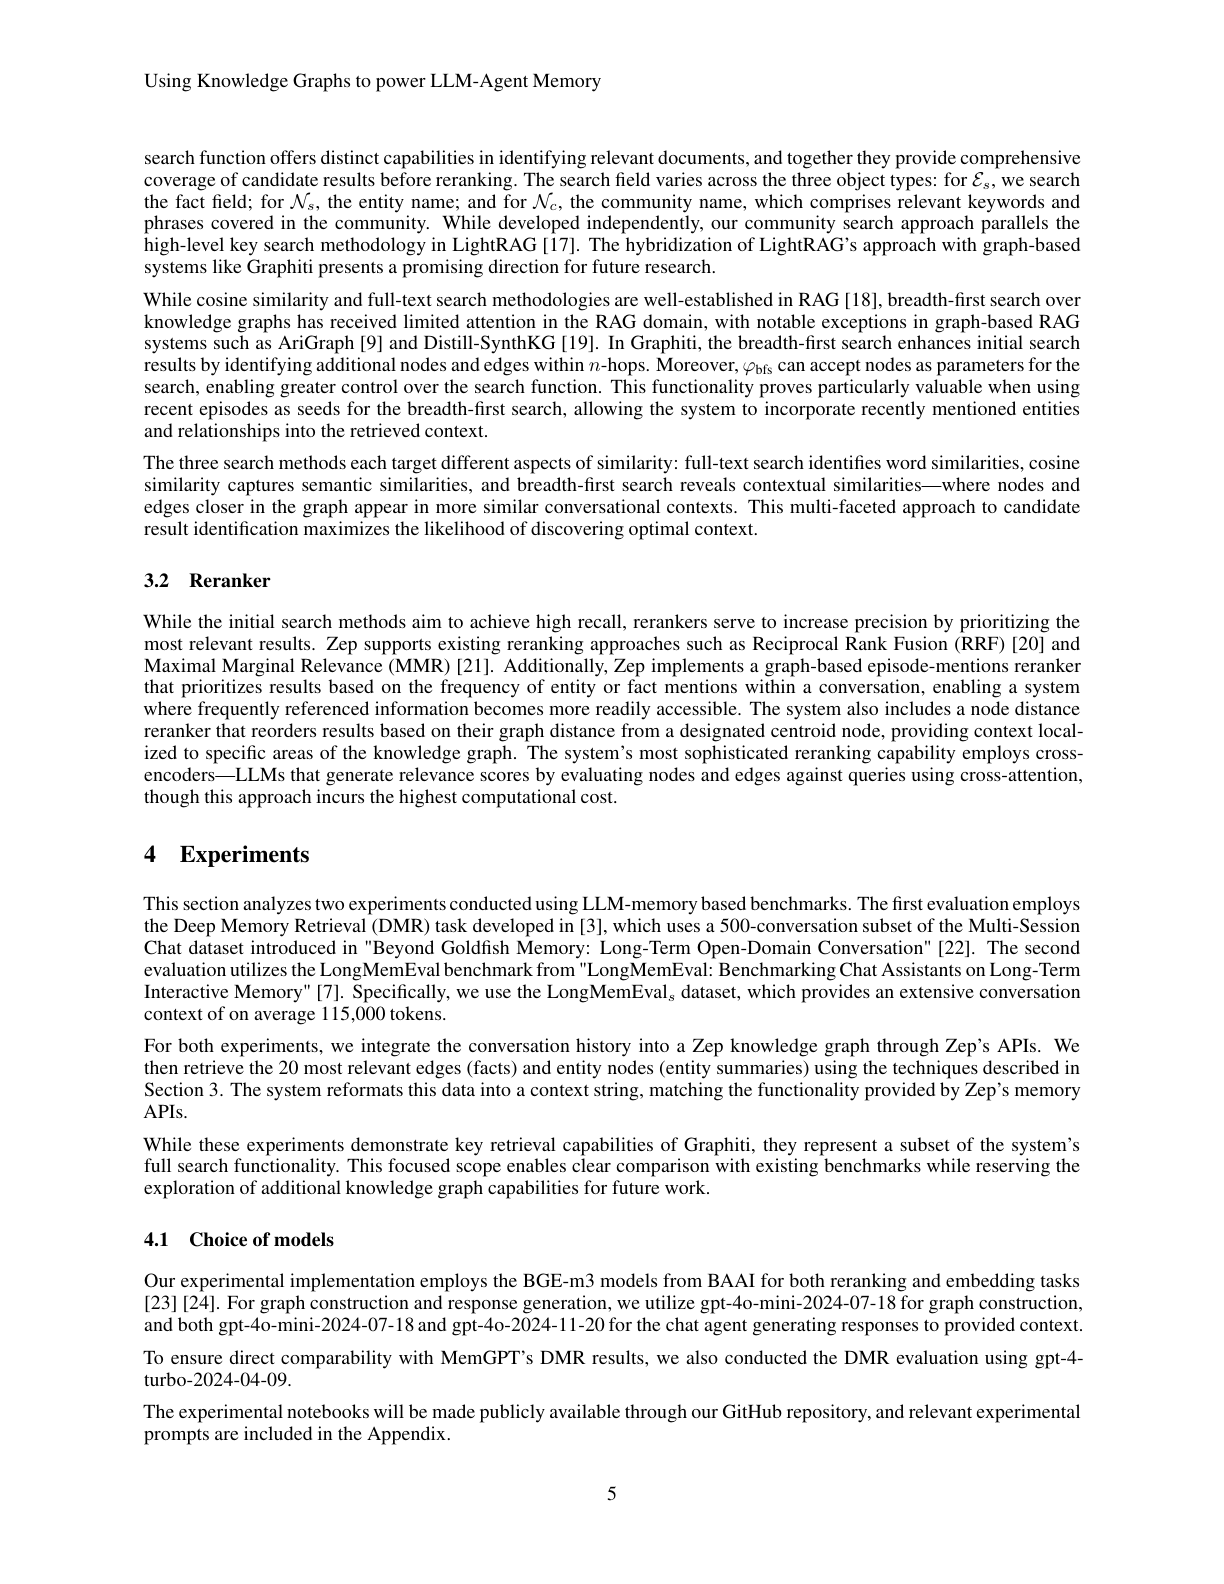 Using Knowledge Graphs to power LLM-Agent Memory
search function offers distinct capabilities in identifying relevant documents, and together they provide comprehensive
coverage of candidate results before reranking. The search field varies across the three object types: for ℰₛ, we search
the fact field; for 𝒩ₛ, the entity name; and for 𝒩c, the community name, which comprises relevant keywords and
phrases covered in the community. While developed independently, our community search approach parallels the
high-level key search methodology in LightRAG [17]. The hybridization of LightRAG's approach with graph-based
systems like Graphiti presents a promising direction for future research.
While cosine similarity and full-text search methodologies are well-established in RAG [18], breadth-first search over
knowledge graphs has received limited attention in the RAG domain, with notable exceptions in graph-based RAG
systems such as AriGraph [9] and Distill-SynthKG [19]. In Graphiti, the breadth-first search enhances initial search
results by identifying additional nodes and edges within n-hops. Moreover, φbfs can accept nodes as parameters for the
search, enabling greater control over the search function. This functionality proves particularly valuable when using
recent episodes as seeds for the breadth-first search, allowing the system to incorporate recently mentioned entities
and relationships into the retrieved context.
The three search methods each target different aspects of similarity: full-text search identifies word similarities, cosine
similarity captures semantic similarities, and breadth-first search reveals contextual similarities—where nodes and
edges closer in the graph appear in more similar conversational contexts. This multi-faceted approach to candidate
result identification maximizes the likelihood of discovering optimal context.
3.2 Reranker
While the initial search methods aim to achieve high recall, rerankers serve to increase precision by prioritizing the
most relevant results. Zep supports existing reranking approaches such as Reciprocal Rank Fusion (RRF) [20] and
Maximal Marginal Relevance (MMR) [21]. Additionally, Zep implements a graph-based episode-mentions reranker
that prioritizes results based on the frequency of entity or fact mentions within a conversation, enabling a system
where frequently referenced information becomes more readily accessible. The system also includes a node distance
reranker that reorders results based on their graph distance from a designated centroid node, providing context local-
ized to specific areas of the knowledge graph. The system's most sophisticated reranking capability employs cross-
encoders—LLMs that generate relevance scores by evaluating nodes and edges against queries using cross-attention,
though this approach incurs the highest computational cost.
4 Experiments
This section analyzes two experiments conducted using LLM-memory based benchmarks. The first evaluation employs
the Deep Memory Retrieval (DMR) task developed in [3], which uses a 500-conversation subset of the Multi-Session
Chat dataset introduced in "Beyond Goldfish Memory: Long-Term Open-Domain Conversation" [22]. The second
evaluation utilizes the LongMemEval benchmark from "LongMemEval: Benchmarking Chat Assistants on Long-Term
Interactive Memory" [7]. Specifically, we use the LongMemEvalₛ dataset, which provides an extensive conversation
context of on average 115,000 tokens.
For both experiments, we integrate the conversation history into a Zep knowledge graph through Zep's APIs. We
then retrieve the 20 most relevant edges (facts) and entity nodes (entity summaries) using the techniques described in
Section 3. The system reformats this data into a context string, matching the functionality provided by Zep's memory
APIs.
While these experiments demonstrate key retrieval capabilities of Graphiti, they represent a subset of the system's
full search functionality. This focused scope enables clear comparison with existing benchmarks while reserving the
exploration of additional knowledge graph capabilities for future work.
4.1 Choice of models
Our experimental implementation employs the BGE-m3 models from BAAI for both reranking and embedding tasks
[23] [24]. For graph construction and response generation, we utilize gpt-4o-mini-2024-07-18 for graph construction,
and both gpt-4o-mini-2024-07-18 and gpt-4o-2024-11-20 for the chat agent generating responses to provided context.
To ensure direct comparability with MemGPT's DMR results, we also conducted the DMR evaluation using gpt-4-
turbo-2024-04-09.
The experimental notebooks will be made publicly available through our GitHub repository, and relevant experimental
prompts are included in the Appendix.
5